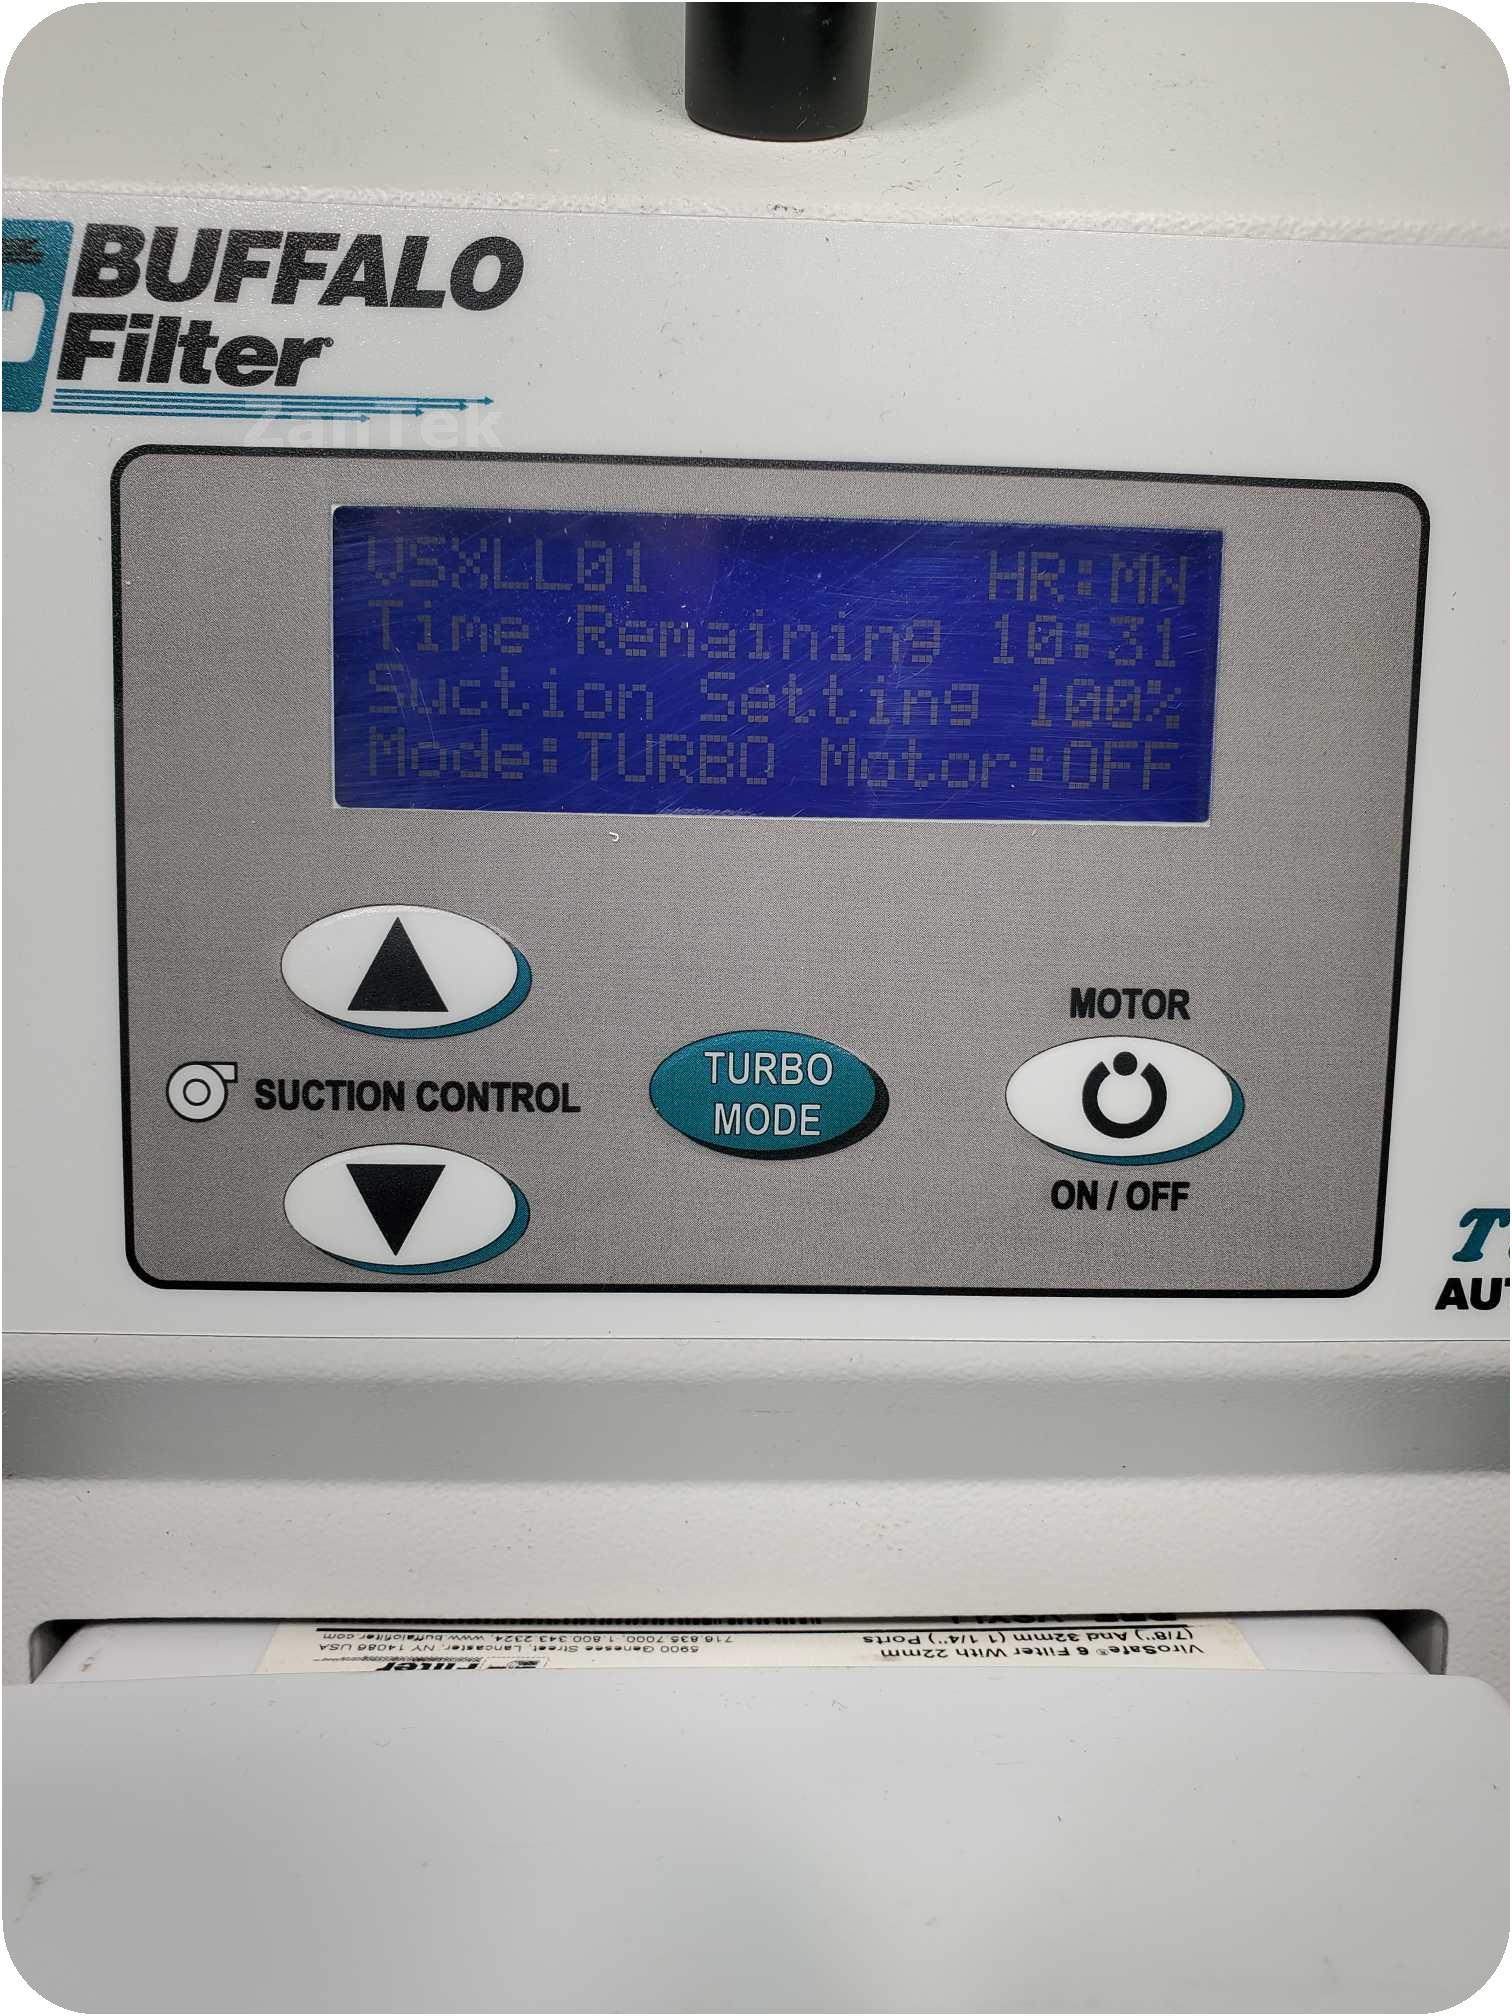 BUFFALO
Filter
ZanTek
VSXLL01 HR:MN
Time Remaining 10:31
Suction Setting 100%
Mode:TURBO Motor:OFF
SUCTION CONTROL
TURBO
MODE
MOTOR
ON / OFF
ViroSafe® 6 Filter With 22mm
(7/8") And 32mm (1 1/4") Ports
Filter
5900 Genesee Street, Lancaster, NY 14086 USA
716.835.7000, 1.800.343.2324, www.buffalofilter.com